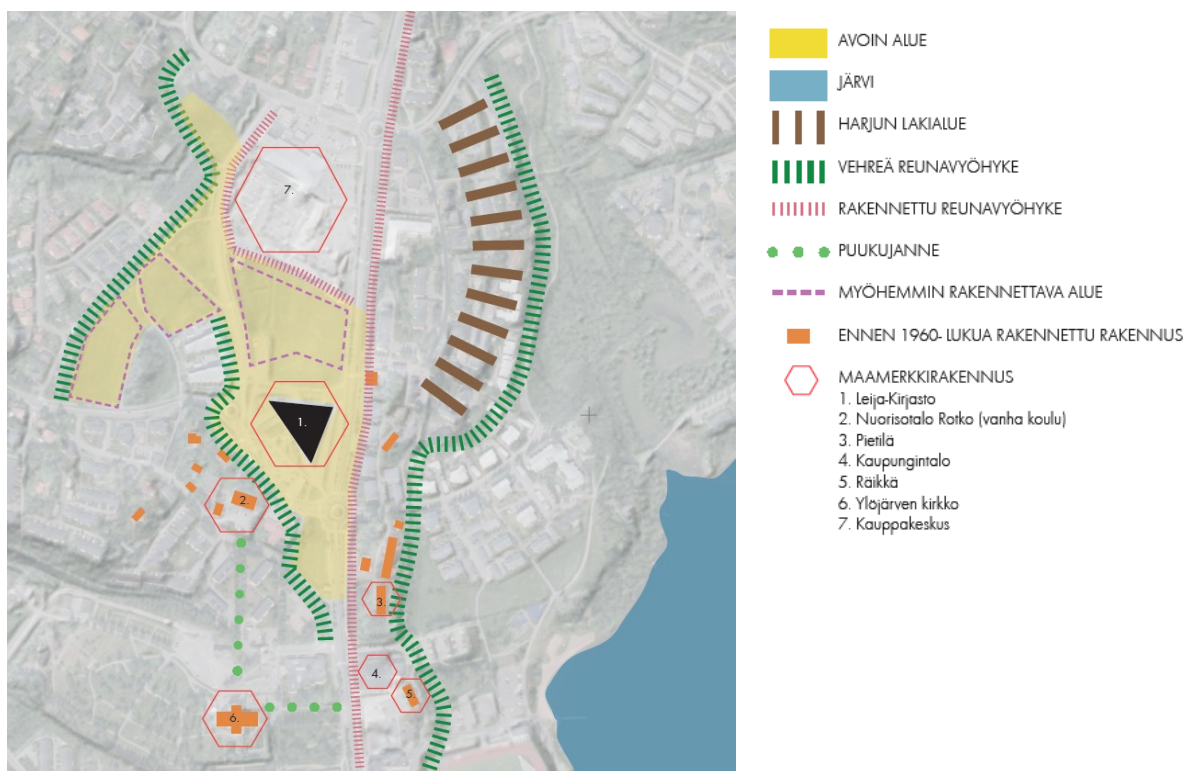 7.
1.
2.
3.
4.
5.
6.
AVOIN ALUE
JÄRVI
HARJUN LAKIALUE
VEHREÄ REUNAVYÖHYKE
RAKENNETTU REUNAVYÖHYKE
PUUKUJANNE
MYÖHEMMIN RAKENNETTAVA ALUE
ENNEN 1960- LUKUA RAKENNETTU RAKENNUS
MAAMERKKIRAKENNUS
1. Leija-Kirjasto
2. Nuorisotalo Rotko (vanha koulu)
3. Pietilä
4. Kaupungintalo
5. Räikkä
6. Ylöjärven kirkko
7. Kauppakeskus